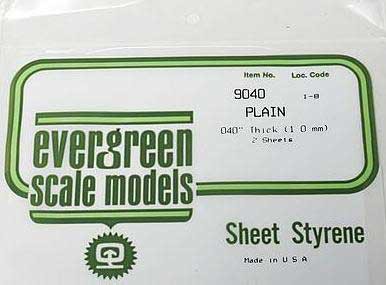 Item No. Loc. Code
9040 1-8
PLAIN
.040" Thick (1 0 mm)
2 Sheets
evergreen
scale models
Sheet Styrene
Made in U S A